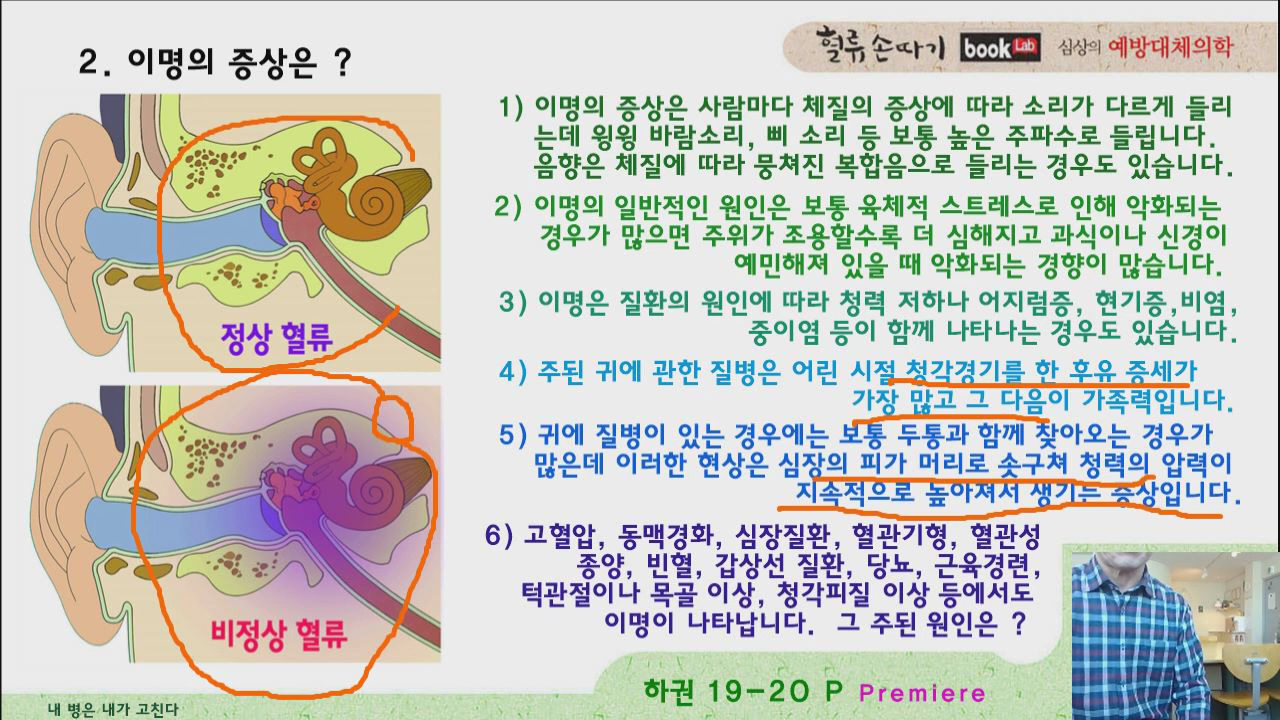 2. 이명의 증상은 ?
혈류 손따기 book Lab 심상의 예방대체의학
정상 혈류
비정상 혈류
1) 이명의 증상은 사람마다 체질의 증상에 따라 소리가 다르게 들리
는데 윙윙 바람소리, 삐 소리 등 보통 높은 주파수로 들립니다.
음향은 체질에 따라 뭉쳐진 복합음으로 들리는 경우도 있습니다.
2) 이명의 일반적인 원인은 보통 육체적 스트레스로 인해 악화되는
경우가 많으면 주위가 조용할수록 더 심해지고 과식이나 신경이
예민해져 있을 때 악화되는 경향이 많습니다.
3) 이명은 질환의 원인에 따라 청력 저하나 어지럼증, 현기증,비염,
중이염 등이 함께 나타나는 경우도 있습니다.
4) 주된 귀에 관한 질병은 어린 시절 청각경기를 한 후유 증세가
가장 많고 그 다음이 가족력입니다.
5) 귀에 질병이 있는 경우에는 보통 두통과 함께 찾아오는 경우가
많은데 이러한 현상은 심장의 피가 머리로 솟구쳐 청력의 압력이
지속적으로 높아져서 생기는 증상입니다.
6) 고혈압, 동맥경화, 심장질환, 혈관기형, 혈관성
종양, 빈혈, 갑상선 질환, 당뇨, 근육경련,
턱관절이나 목골 이상, 청각피질 이상 등에서도
이명이 나타납니다. 그 주된 원인은 ?
하권 19-20 P Premiere
내 병은 내가 고친다